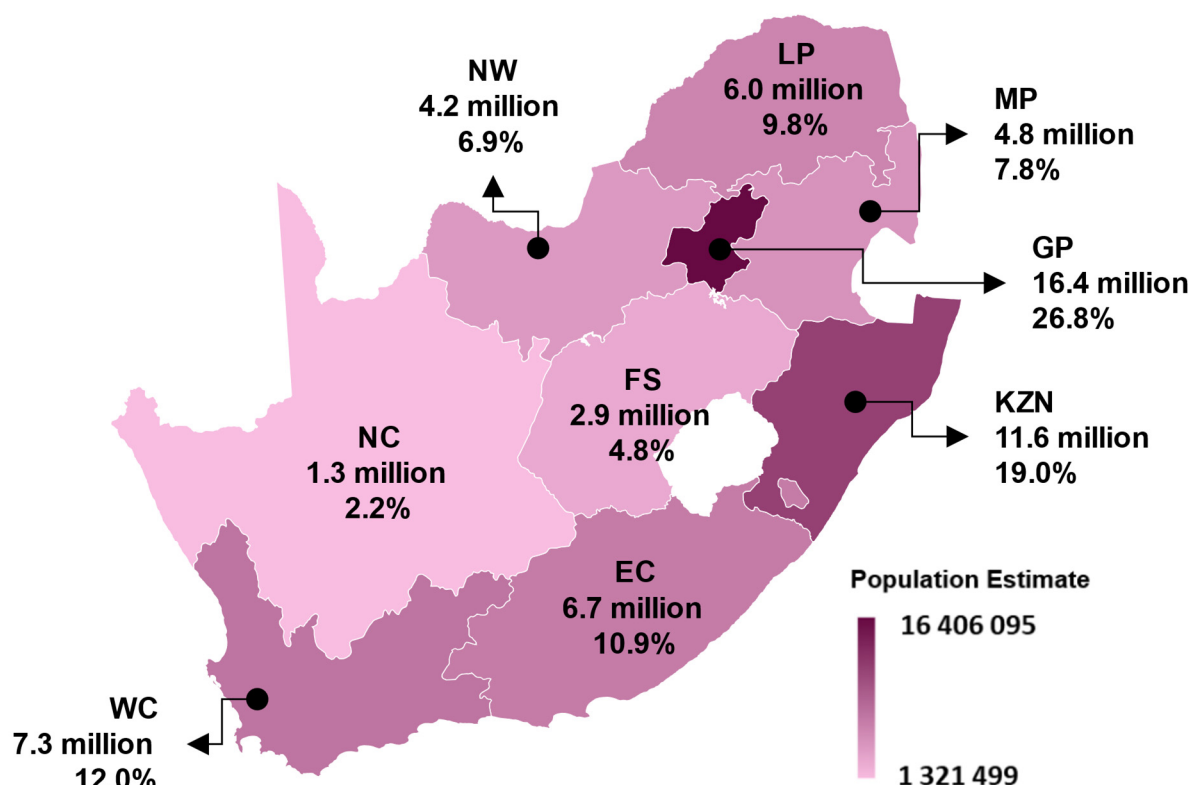 LP
6.0 million
9.8%
NW
4.2 million
6.9%
MP
4.8 million
7.8%
GP
16.4 million
26.8%
FS
2.9 million
4.8%
KZN
11.6 million
19.0%
NC
1.3 million
2.2%
EC
6.7 million
10.9%
WC
7.3 million
12.0%
Population Estimate
16 406 095
1 321 499